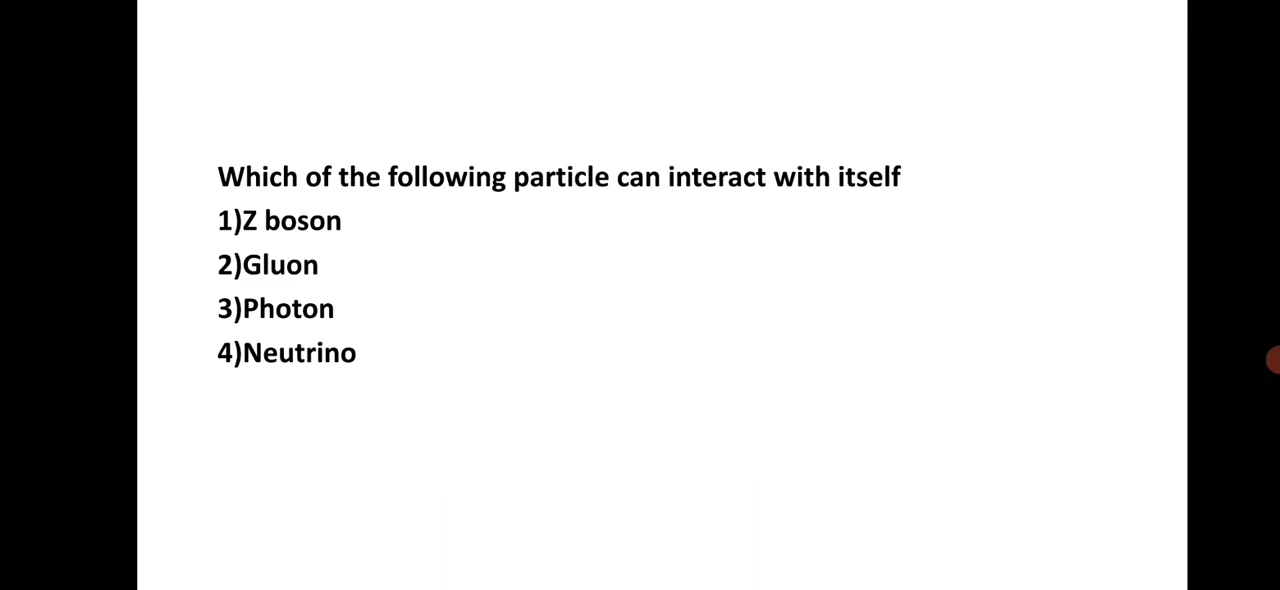 Which of the following particle can interact with itself
1)Z boson
2)Gluon
3)Photon
4)Neutrino